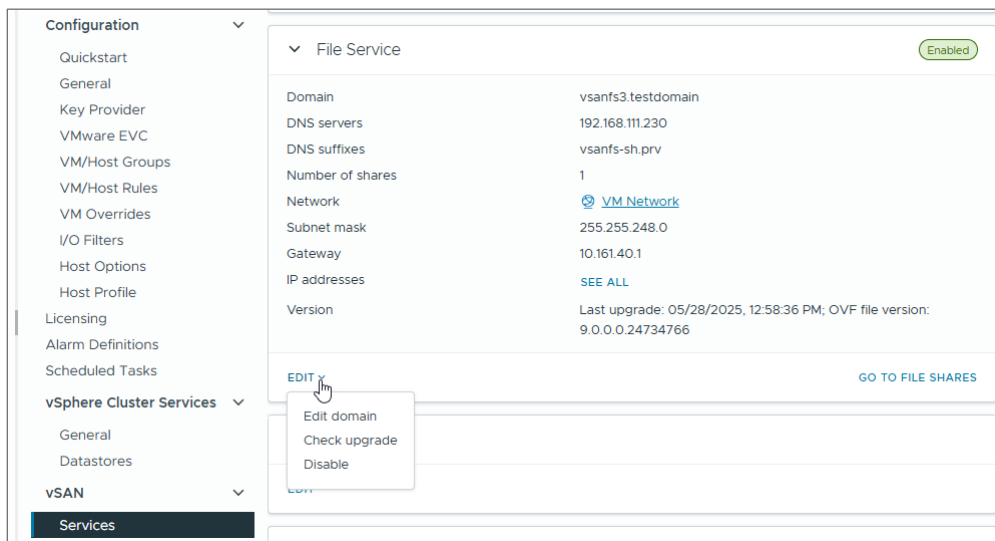 Configuration
Quickstart
General
Key Provider
VMware EVC
VM/Host Groups
VM/Host Rules
VM Overrides
I/O Filters
Host Options
Host Profile
Licensing
Alarm Definitions
Scheduled Tasks
vSphere Cluster Services
General
Datastores
vSAN
Services
File Service
Enabled
Domain vsanfs3.testdomain
DNS servers 192.168.111.230
DNS suffixes vsanfs-sh.prv
Number of shares 1
Network VM Network
Subnet mask 255.255.248.0
Gateway 10.161.40.1
IP addresses SEE ALL
Version Last upgrade: 05/28/2025, 12:58:36 PM; OVF file version:
9.0.0.0.24734766
EDIT GO TO FILE SHARES
Edit domain
Check upgrade
Disable
EDIT